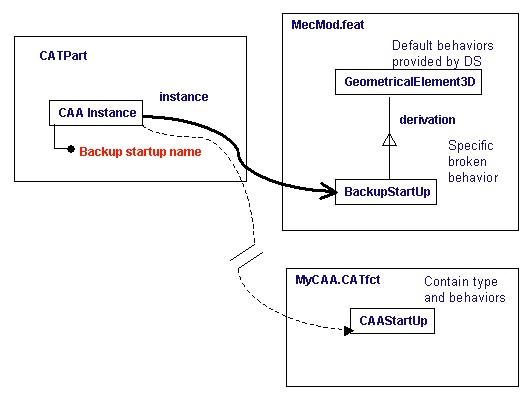 MecMod.feat
Default behaviors
provided by DS
GeometricalElement3D
derivation
Specific
broken
behavior
BackupStartUp
CATPart
CAA Instance
instance
Backup startup name
MyCAA.CATfct
Contain type
and behaviors
CAAStartUp